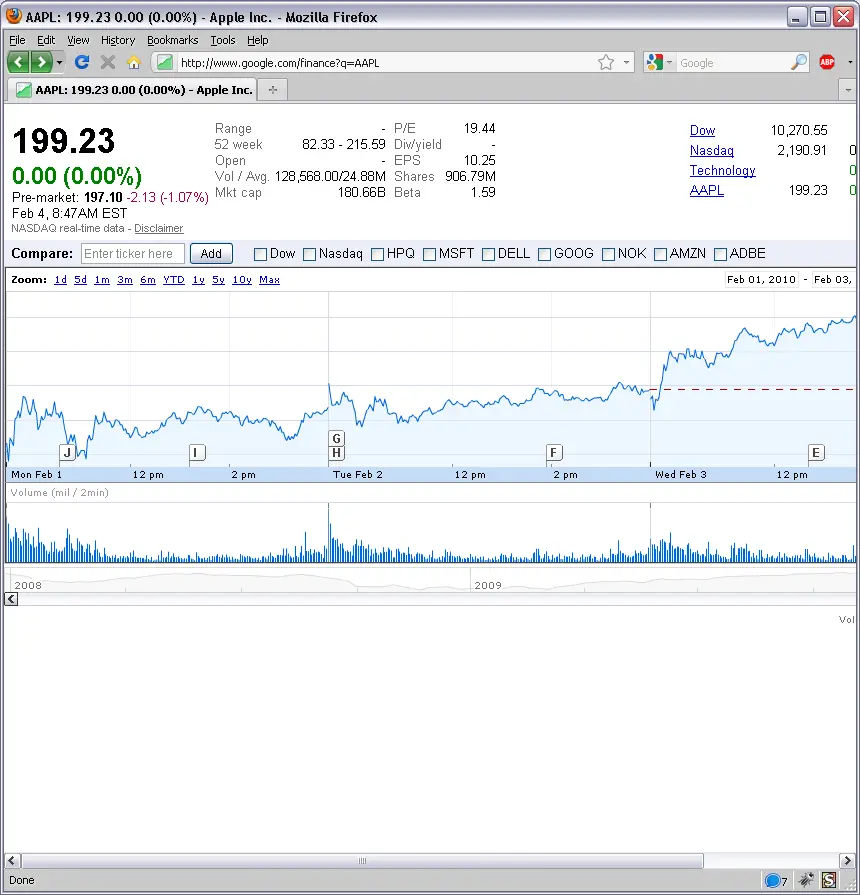 AAPL: 199.23 0.00 (0.00%) - Apple Inc. - Mozilla Firefox
File Edit View History Bookmarks Tools Help
http://www.google.com/finance?q=AAPL
Google
ABP
AAPL: 199.23 0.00 (0.00%) - Apple Inc.
199.23
0.00 (0.00%)
Pre-market: 197.10 -2.13 (-1.07%)
Feb 4, 8:47AM EST
NASDAQ real-time data - Disclaimer
Range -
52 week 82.33 - 215.59
Open -
Vol / Avg. 128,568.00/24.88M
Mkt cap 180.66B
P/E 19.44
Div/yield -
EPS 10.25
Shares 906.79M
Beta 1.59
Dow 10,270.55
Nasdaq 2,190.91 0
Technology 0
AAPL 199.23 0
Compare: Enter ticker here Add Dow Nasdaq HPQ MSFT DELL GOOG NOK AMZN ADBE
Zoom: 1d 5d 1m 3m 6m YTD 1y 5y 10y Max Feb 01, 2010 - Feb 03,
G
J I H F E
Mon Feb 1 12 pm 2 pm Tue Feb 2 12 pm 2 pm Wed Feb 3 12 pm
Volume (mil / 2min)
2008 2009
Vol
Done 7 S